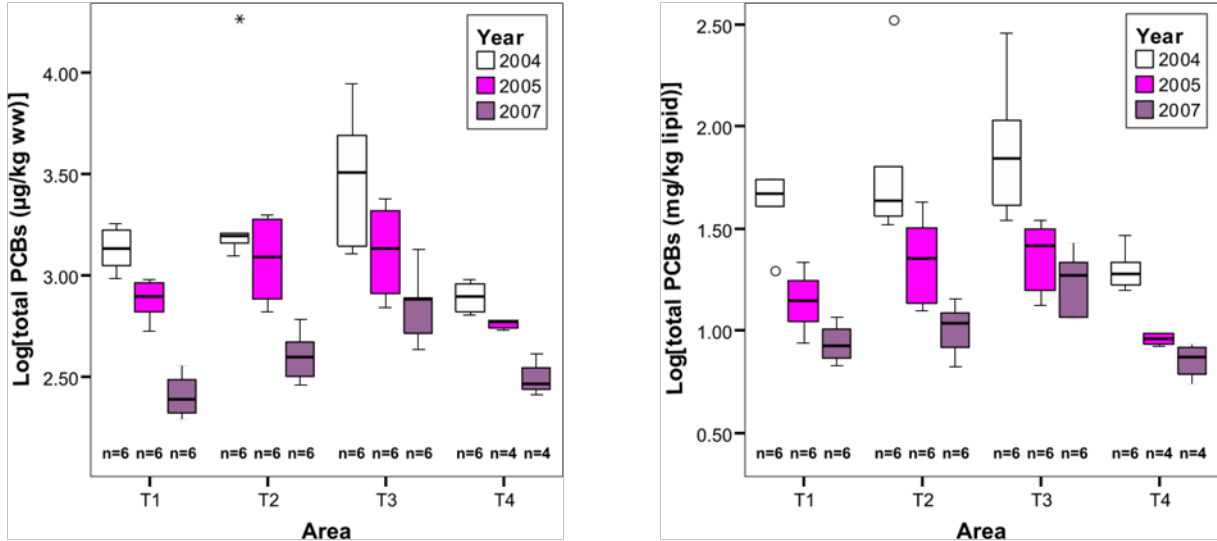 Log[total PCBs (µg/kg ww)]
4.00
3.50
3.00
2.50
*
Year
2004
2005
2007
n=6 n=6 n=6 n=6 n=6 n=6 n=6 n=6 n=6 n=6 n=4 n=4
T1 T2 T3 T4
Area
Log[total PCBs (mg/kg lipid)]
2.50
2.00
1.50
1.00
0.50
Year
2004
2005
2007
n=6 n=6 n=6 n=6 n=6 n=6 n=6 n=6 n=6 n=6 n=4 n=4
T1 T2 T3 T4
Area